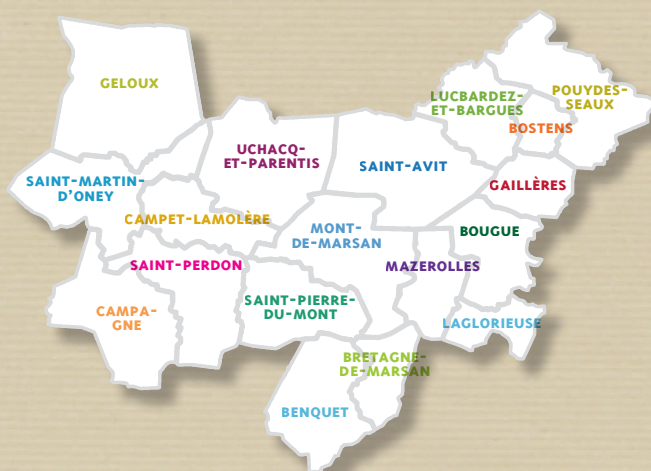 GELOUX
POUYDES-
SEAUX
LUCBARDEZ-
ET-BARGUES
BOSTENS
UCHACQ-
ET-PARENTIS
SAINT-AVIT
SAINT-MARTIN-
D'ONEY
GAILLÈRES
CAMPET-LAMOLÈRE
MONT-
DE-MARSAN
BOUGUE
SAINT-PERDON
MAZEROLLES
SAINT-PIERRE-
DU-MONT
CAMPA-
GNE
LAGLORIEUSE
BRETAGNE-
DE-MARSAN
BENQUET